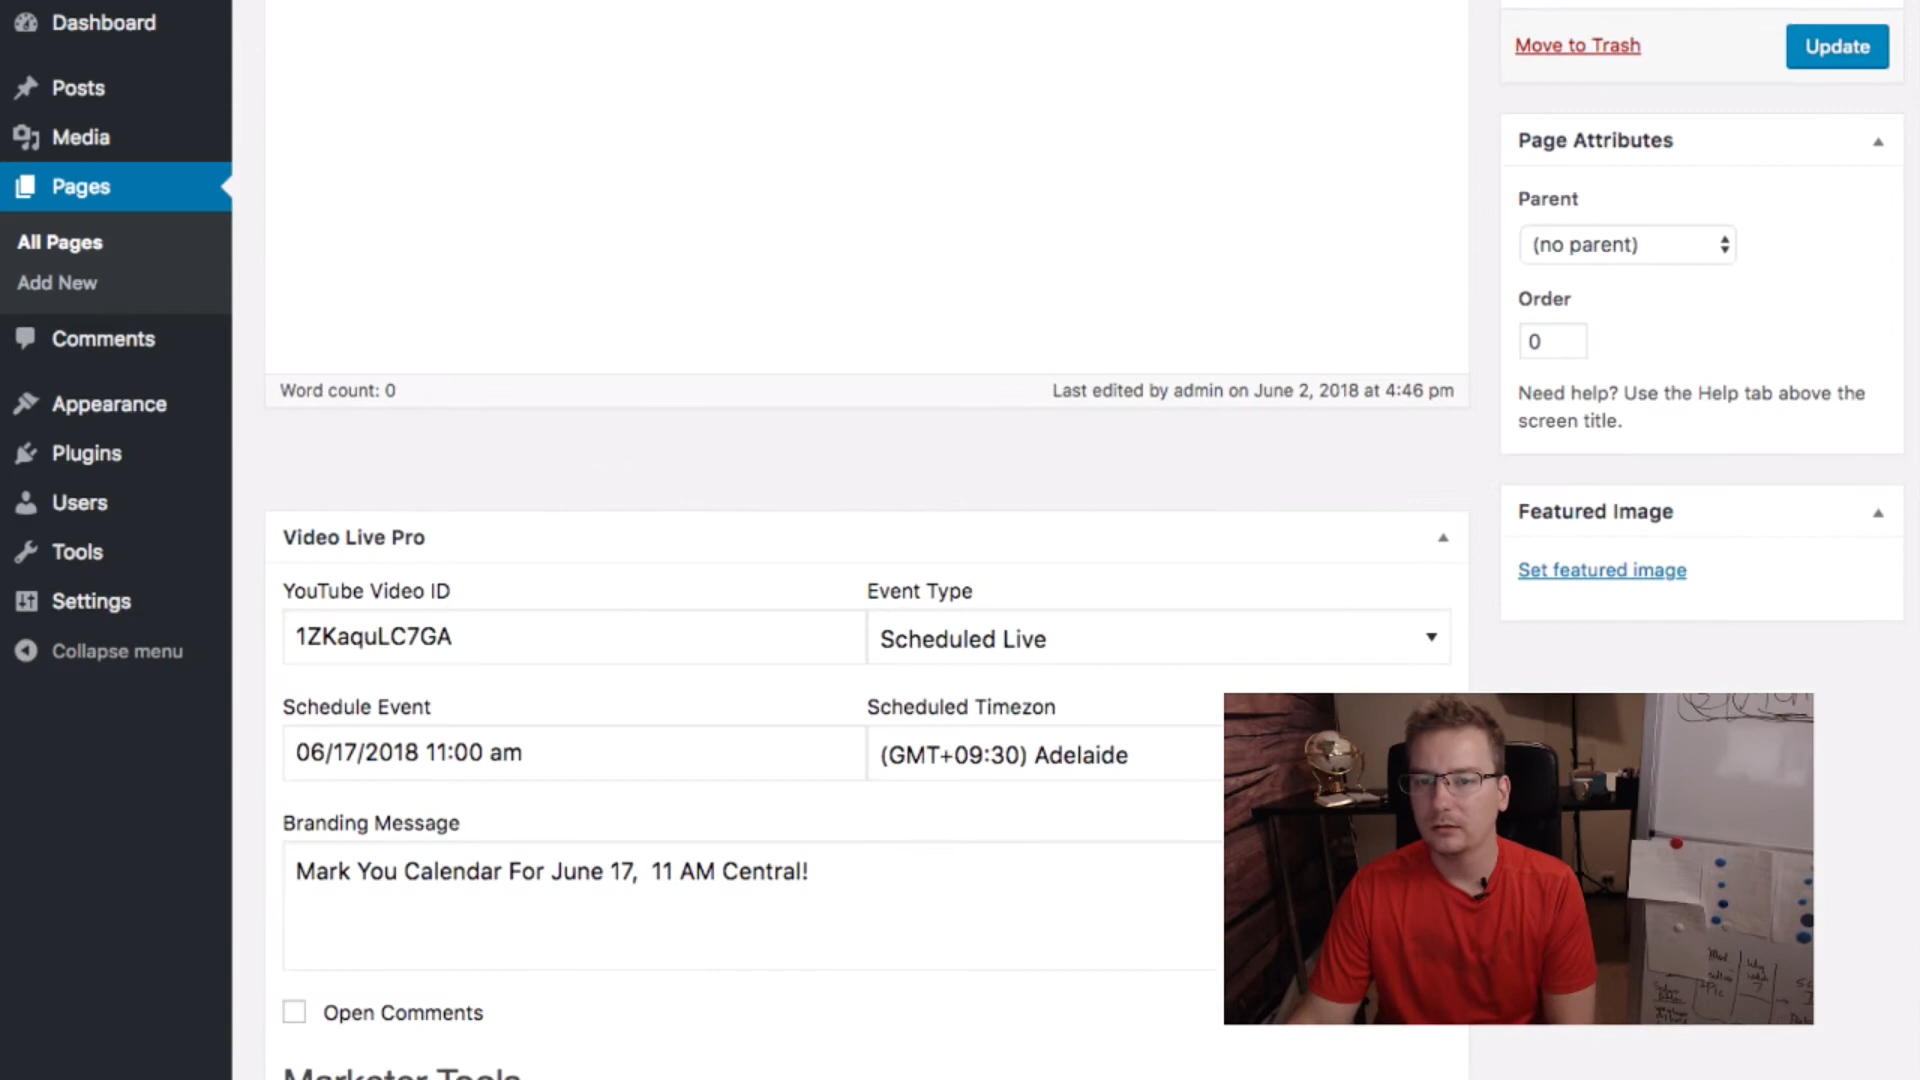 Dashboard
Posts
Media
Pages
All Pages
Add New
Comments
Appearance
Plugins
Users
Tools
Settings
Collapse menu
Word count: 0
Last edited by admin on June 2, 2018 at 4:46 pm
Video Live Pro
YouTube Video ID
Event Type
1ZKaquLC7GA
Scheduled Live
Schedule Event
Scheduled Timezon
06/17/2018 11:00 am
(GMT+09:30) Adelaide
Branding Message
Mark You Calendar For June 17,  11 AM Central!
Open Comments
Marketer Tools
Move to Trash
Update
Page Attributes
Parent
(no parent)
Order
0
Need help? Use the Help tab above the
screen title.
Featured Image
Set featured image